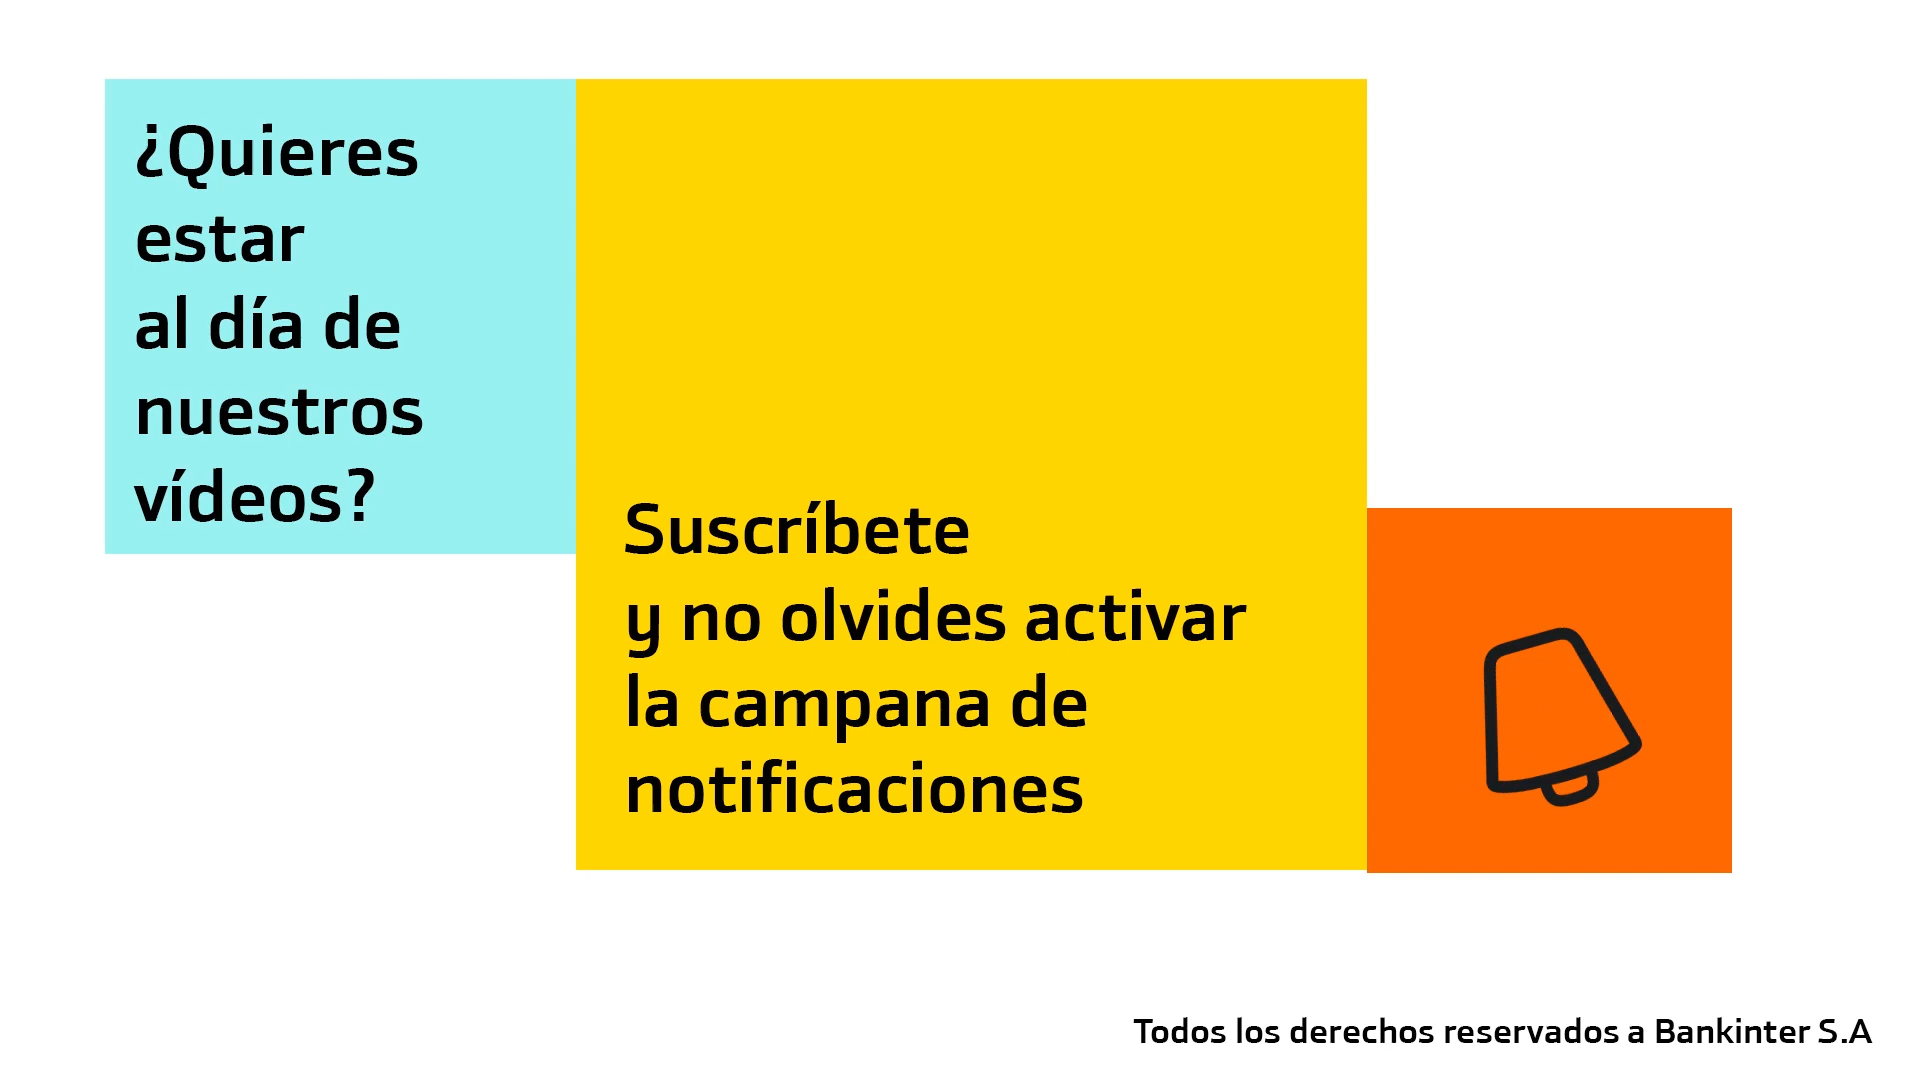 ¿Quieres
estar
al día de
nuestros
vídeos?
Suscríbete
y no olvides activar
la campana de
notificaciones
Todos los derechos reservados a Bankinter S.A